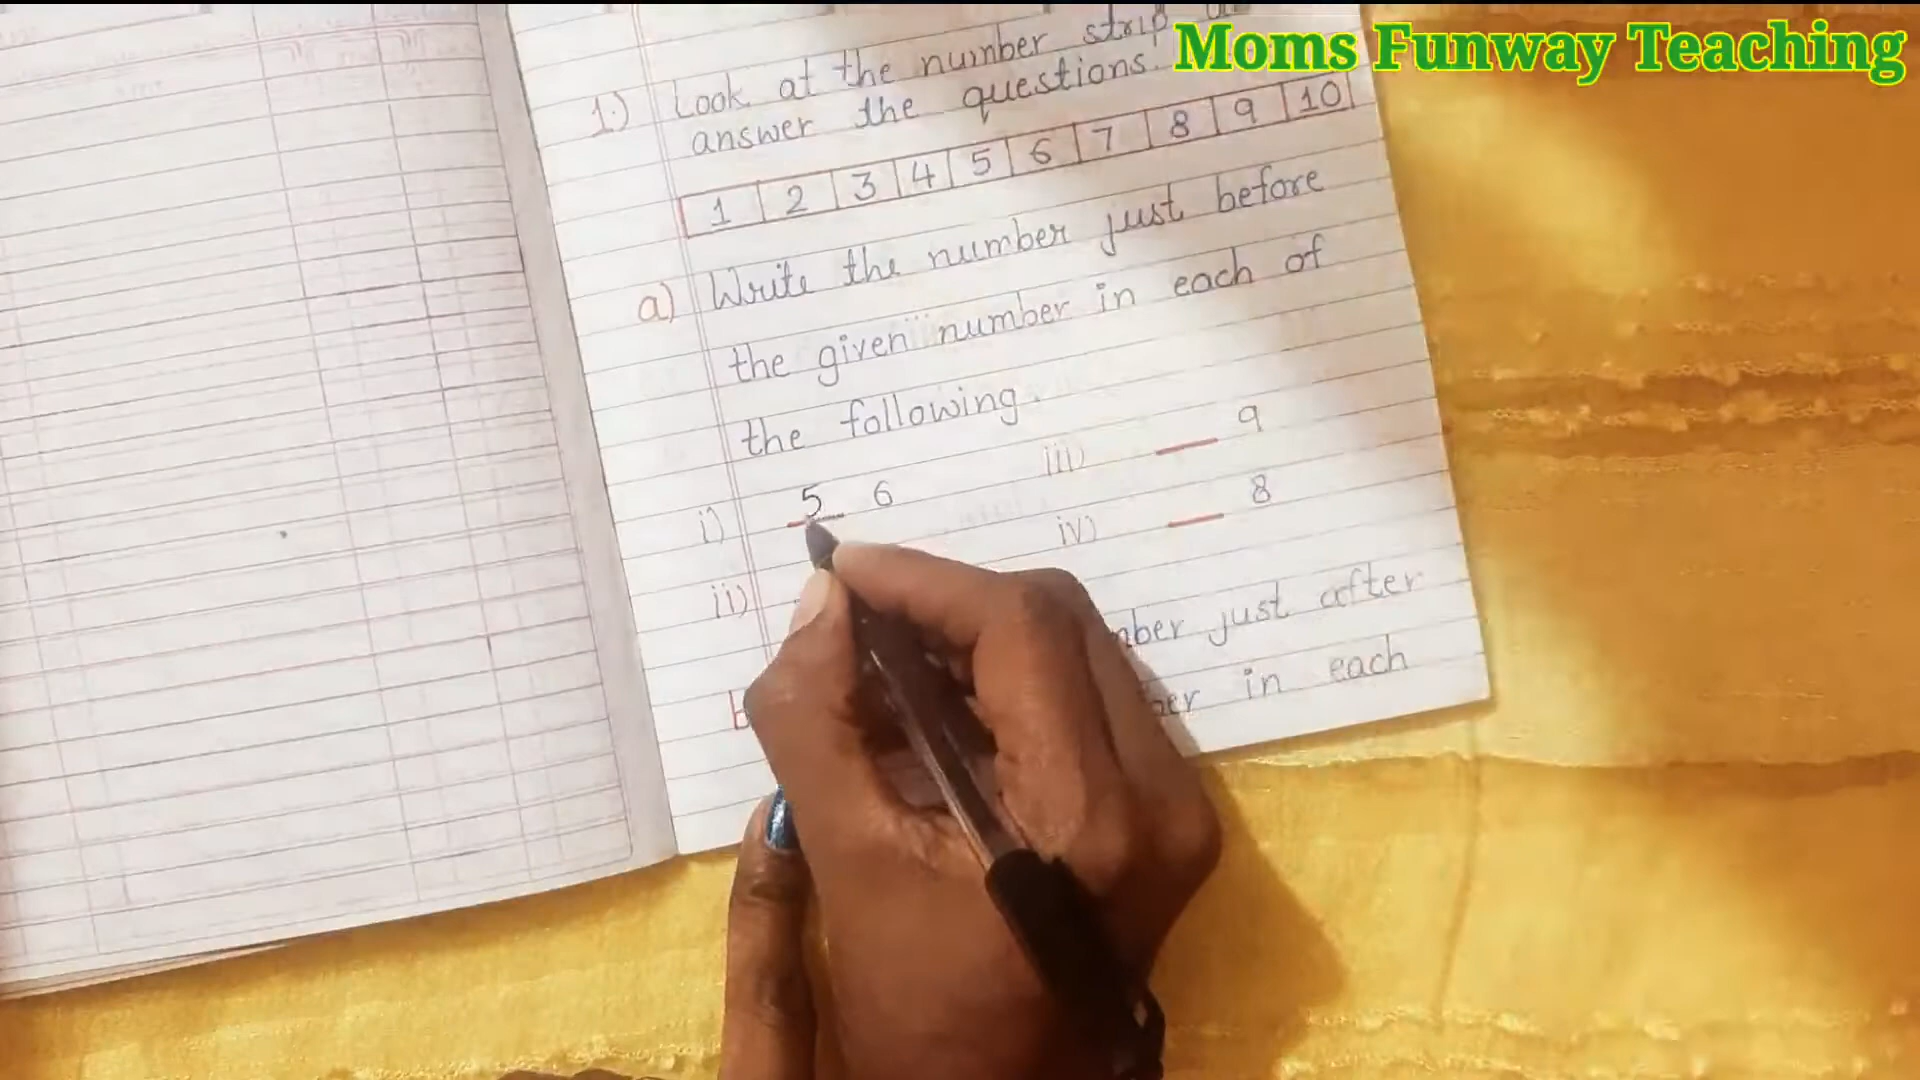 Moms Funway Teaching
1.) Look at the number strip
answer the questions.
1 2 3 4 5 6 7 8 9 10
a) Write the number just before
the given number in each of
the following.
i) 5 6 iii) __ 9
ii) iv) __ 8
just after
in each